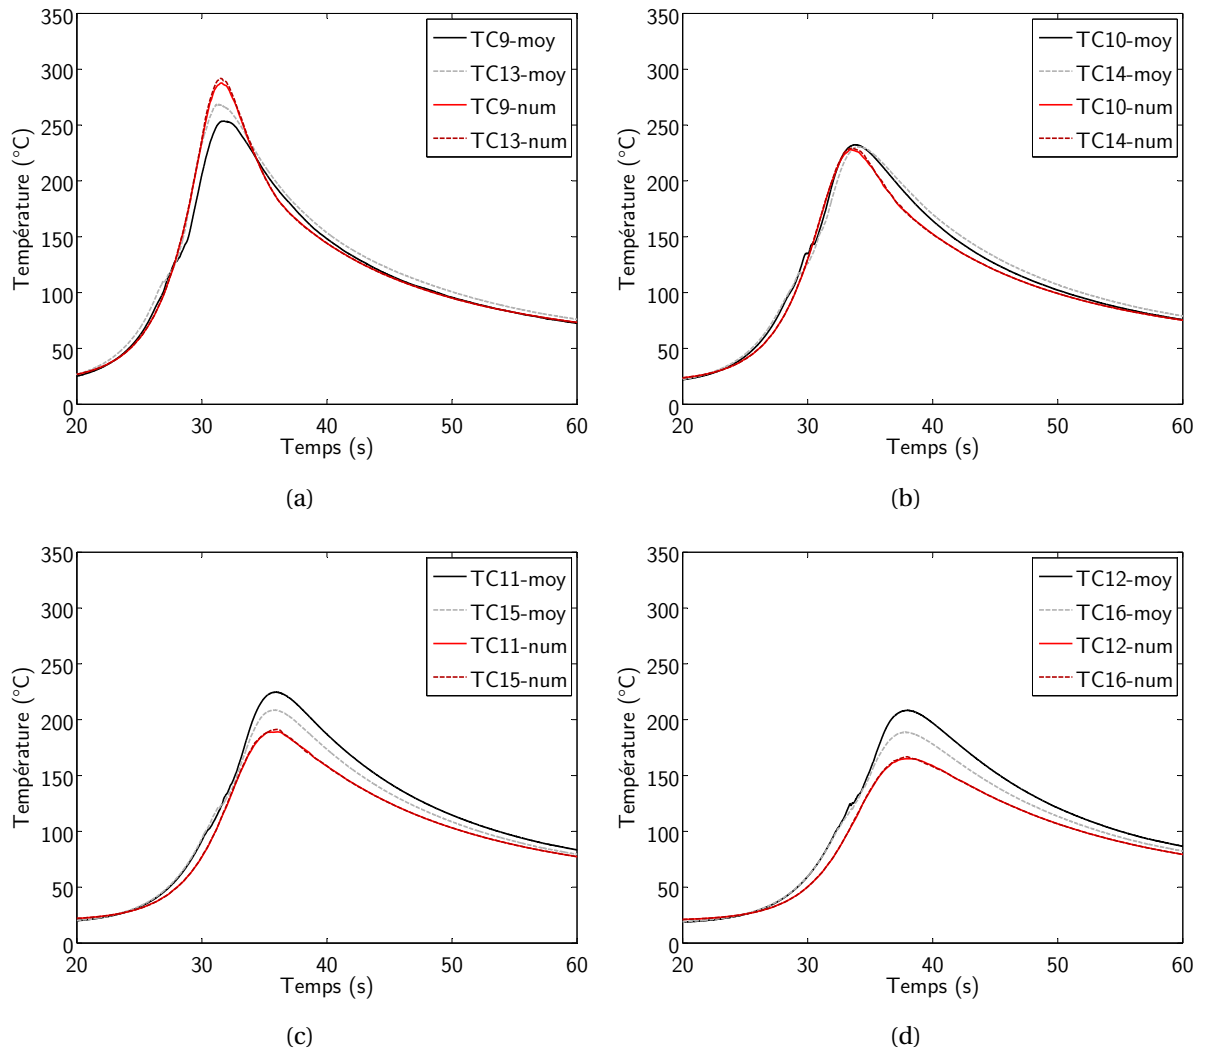 350
300
250
200
150
100
50
0
Température (°C)
20
30
40
50
60
Temps (s)
TC9-moy
TC13-moy
TC9-num
TC13-num
(a)
350
300
250
200
150
100
50
0
Température (°C)
20
30
40
50
60
Temps (s)
TC10-moy
TC14-moy
TC10-num
TC14-num
(b)
350
300
250
200
150
100
50
0
Température (°C)
20
30
40
50
60
Temps (s)
TC11-moy
TC15-moy
TC11-num
TC15-num
(c)
350
300
250
200
150
100
50
0
Température (°C)
20
30
40
50
60
Temps (s)
TC12-moy
TC16-moy
TC12-num
TC16-num
(d)